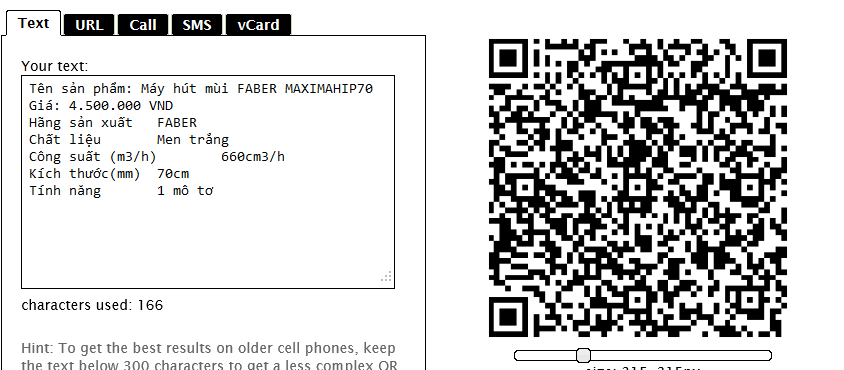 Text URL Call SMS vCard
Your text:
Tên sản phẩm: Máy hút mùi FABER MAXIMAHIP70
Giá: 4.500.000 VND
Hãng sản xuất FABER
Chất liệu Men trắng
Công suất (m3/h) 660cm3/h
Kích thước(mm) 70cm
Tính năng 1 mô tơ
characters used: 166
Hint: To get the best results on older cell phones, keep
the text below 300 characters to get a less complex QR